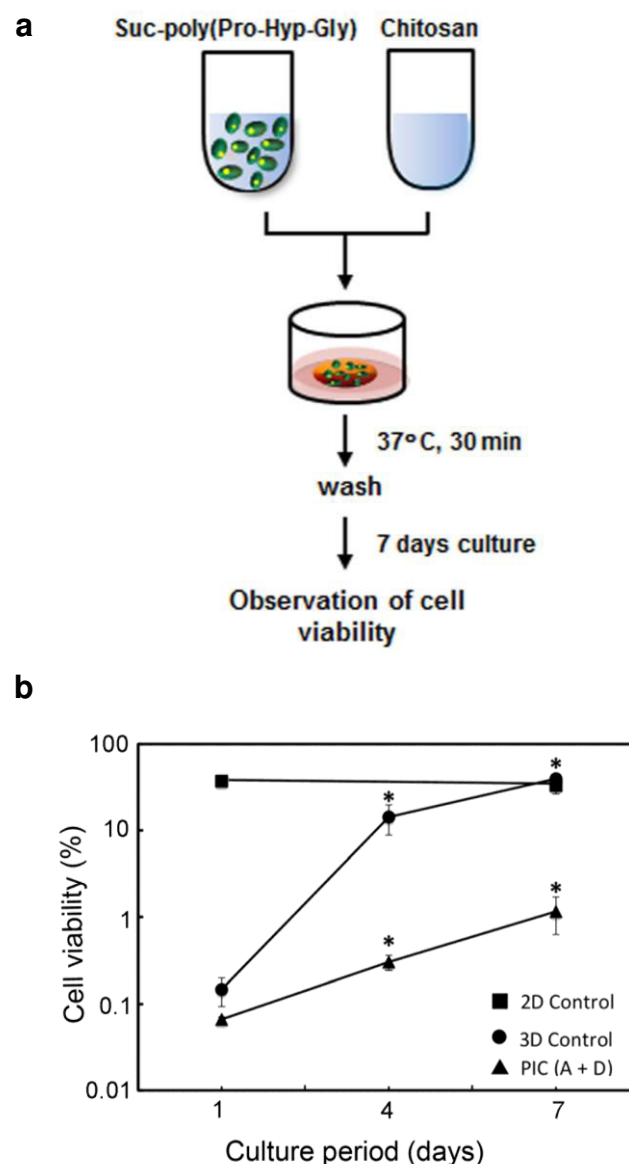 a
Suc-poly(Pro-Hyp-Gly) Chitosan
37°C, 30 min
wash
7 days culture
Observation of cell
viability
b
Cell viability (%)
100
10
1
0.1
0.01
* * * *
2D Control
3D Control
PIC (A + D)
1 4 7
Culture period (days)